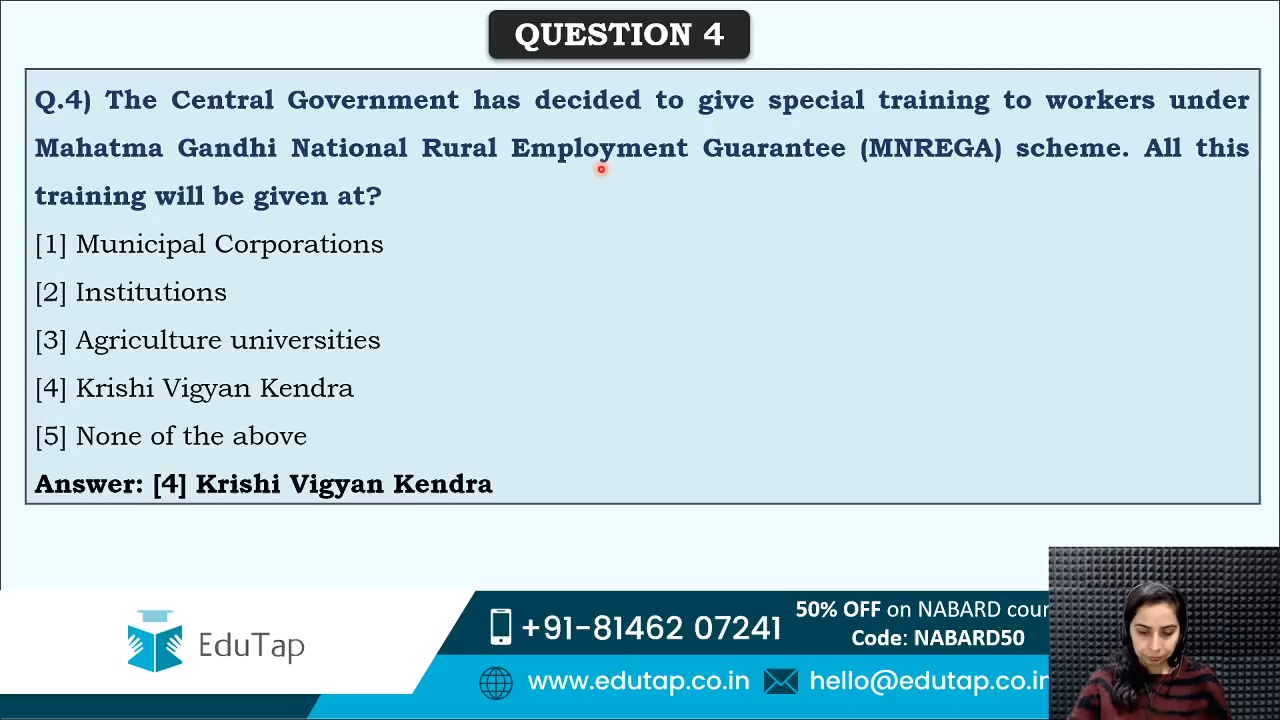 QUESTION 4
Q.4) The Central Government has decided to give special training to workers under
Mahatma Gandhi National Rural Employment Guarantee (MNREGA) scheme. All this
training will be given at?
[1] Municipal Corporations
[2] Institutions
[3] Agriculture universities
[4] Krishi Vigyan Kendra
[5] None of the above
Answer: [4] Krishi Vigyan Kendra
EduTap
+91-81462 07241
50% OFF on NABARD cour
Code: NABARD50
www.edutap.co.in
hello@edutap.co.in